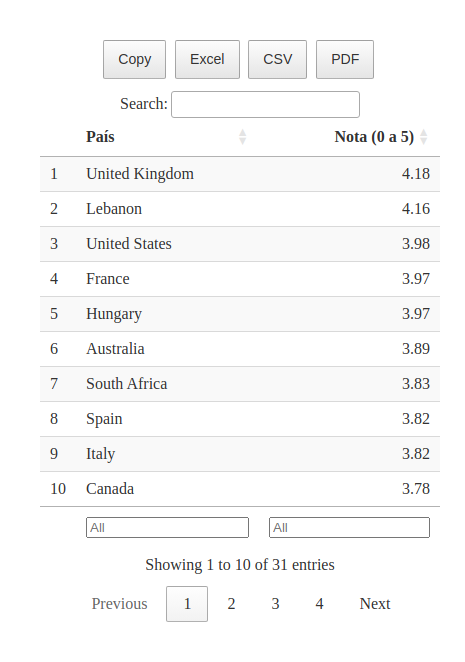 Copy Excel CSV PDF
Search:
País Nota (0 a 5)
1 United Kingdom 4.18
2 Lebanon 4.16
3 United States 3.98
4 France 3.97
5 Hungary 3.97
6 Australia 3.89
7 South Africa 3.83
8 Spain 3.82
9 Italy 3.82
10 Canada 3.78
All All
Showing 1 to 10 of 31 entries
Previous 1 2 3 4 Next